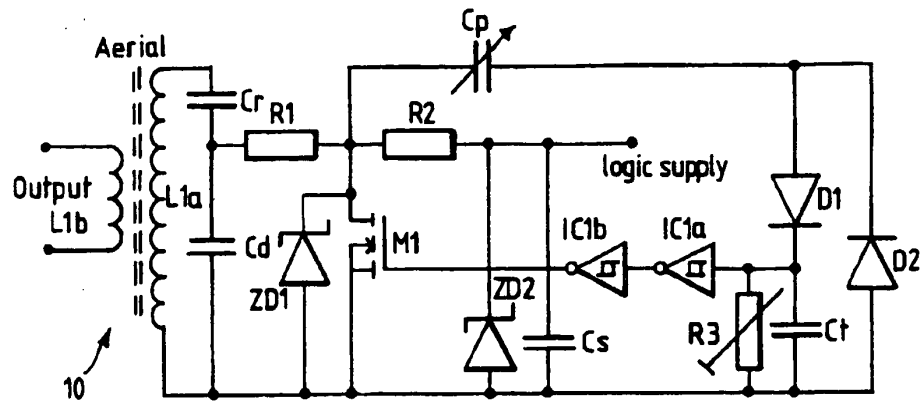 Aerial
Cp
Cr
R1
R2
Output
L1b
L1a
logic supply
D1
Cd
ZD1
M1
IC1b
IC1a
ZD2
Cs
R3
Ct
D2
10